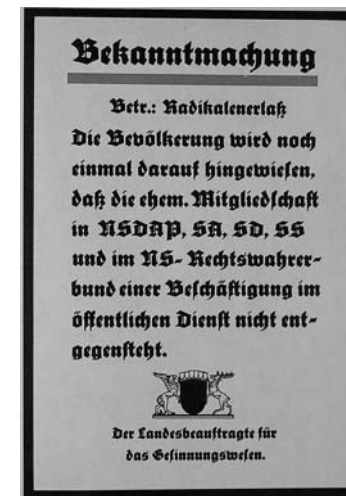 Bekanntmachung
Betr.: Radikalenerlaß
Die Bevölkerung wird noch
einmal darauf hingewiesen,
daß die ehem. Mitgliedschaft
in NSDAP, SA, SD, SS
und im NS-Rechtswahrer-
bund einer Beschäftigung im
öffentlichen Dienst nicht ent-
gegensteht.
Der Landesbeauftragte für
das Gesinnungswesen.